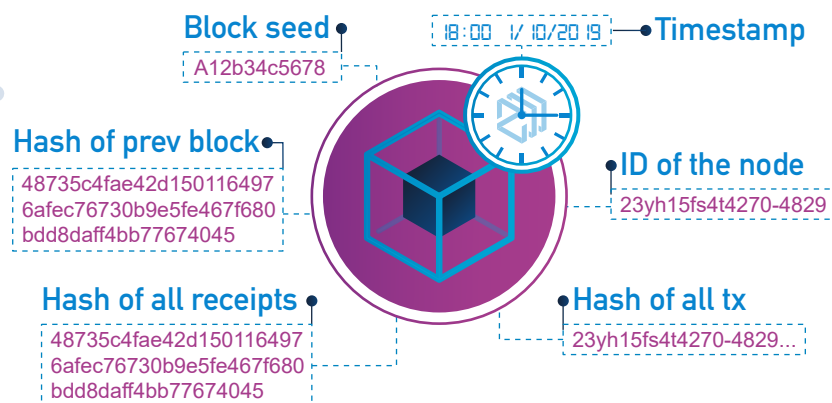 Block seed
A12b34c5678
18:00 1/10/2019
Timestamp
Hash of prev block
48735c4fae42d150116497
6afec76730b9e5fe467f680
bdd8daff4bb77674045
ID of the node
23yh15fs4t4270-4829
Hash of all receipts
48735c4fae42d150116497
6afec76730b9e5fe467f680
bdd8daff4bb77674045
Hash of all tx
23yh15fs4t4270-4829...